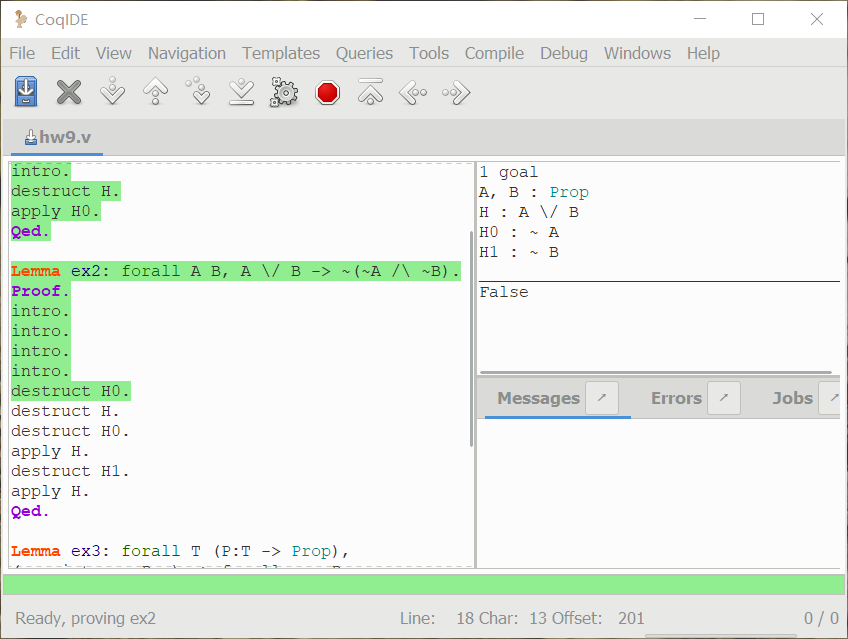 CoqIDE
File Edit View Navigation Templates Queries Tools Compile Debug Windows Help
hw9.v
intro.
destruct H.
apply H0.
Qed.
Lemma ex2: forall A B, A \/ B -> ~(~A /\ ~B).
Proof.
intro.
intro.
intro.
intro.
destruct H0.
destruct H.
destruct H0.
apply H.
destruct H1.
apply H.
Qed.
Lemma ex3: forall T (P:T -> Prop),
1 goal
A, B : Prop
H : A \/ B
H0 : ~ A
H1 : ~ B
False
Messages Errors Jobs
Ready, proving ex2 Line: 18 Char: 13 Offset: 201 0 / 0